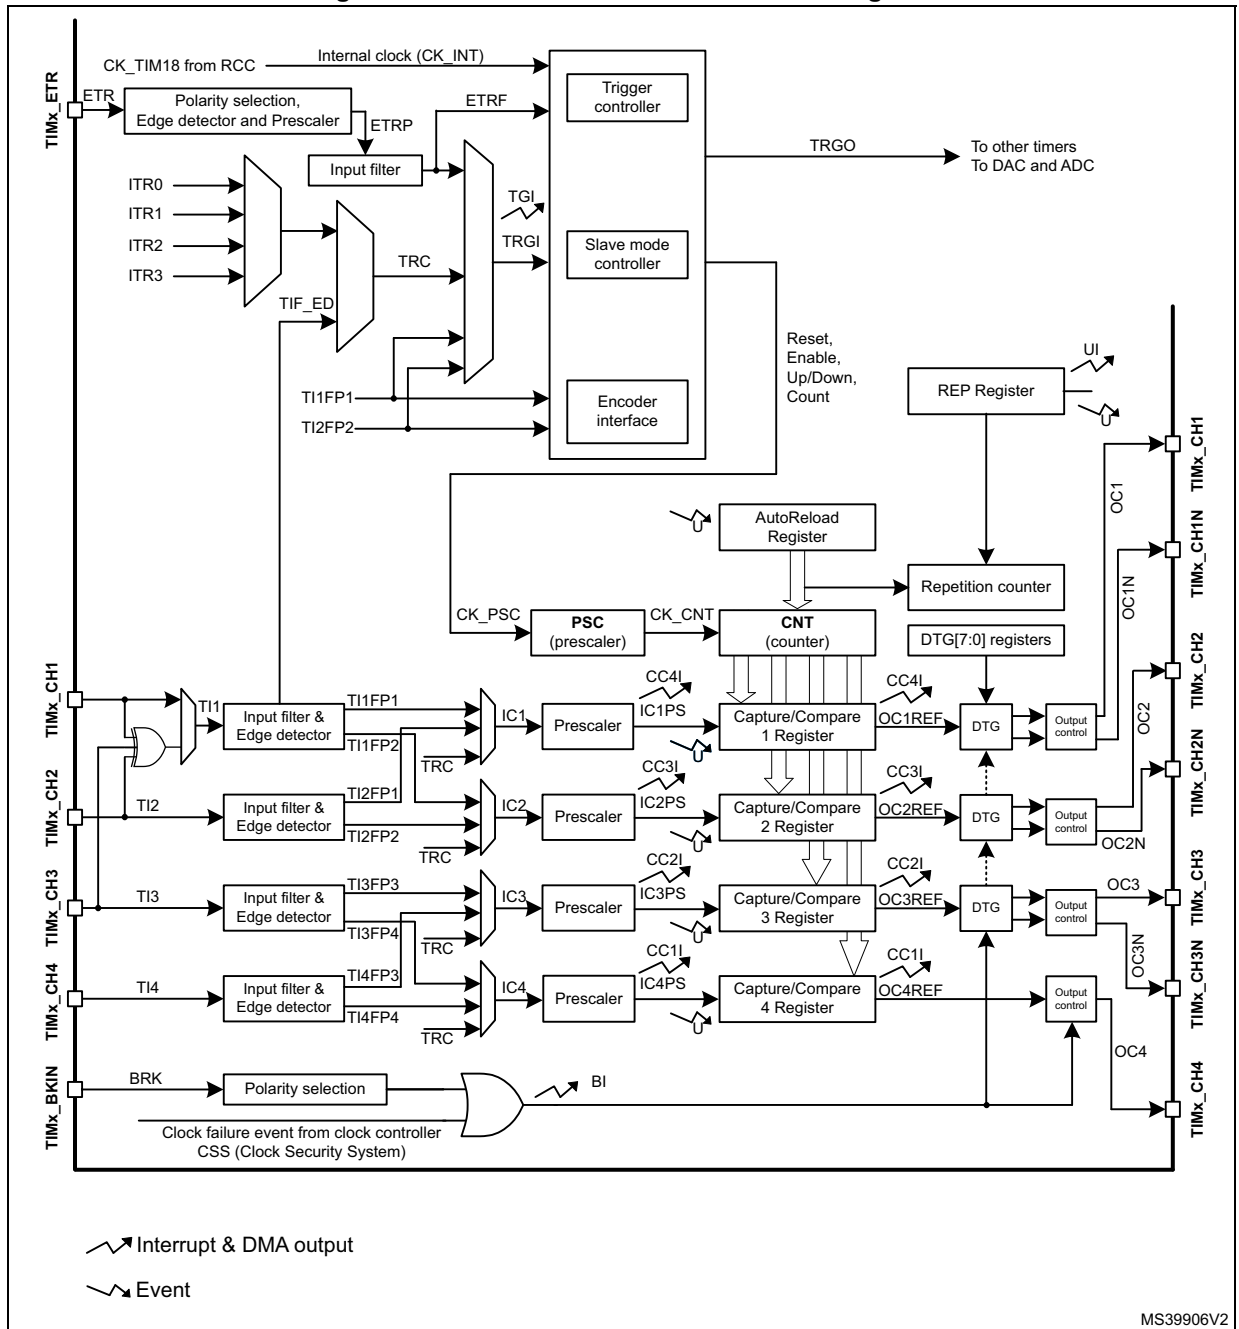 Internal clock (CK_INT)
CK_TIM18 from RCC
Trigger
controller
TIMx_ETR
ETR
Polarity selection,
Edge detector and Prescaler
ETRP
ETRF
Input filter
TRGO
To other timers
To DAC and ADC
ITR0
ITR1
ITR2
ITR3
TGI
TRGI
TRC
TIF_ED
Slave mode
controller
Reset,
Enable,
Up/Down,
Count
TI1FP1
TI2FP2
Encoder
interface
REP Register
UI
U
AutoReload
Register
U
Repetition counter
CK_PSC
PSC
(prescaler)
CK_CNT
CNT
(counter)
DTG[7:0] registers
TIMx_CH1
TI1
Input filter &
Edge detector
TI1FP1
TI1FP2
TRC
IC1
Prescaler
CC4I
IC1PS
U
Capture/Compare
1 Register
CC4I
OC1REF
DTG
Output
control
OC1
TIMx_CH1
OC1N
TIMx_CH1N
TIMx_CH2
TI2
Input filter &
Edge detector
TI2FP1
TI2FP2
TRC
IC2
Prescaler
CC3I
IC2PS
U
Capture/Compare
2 Register
CC3I
OC2REF
DTG
Output
control
OC2
TIMx_CH2
OC2N
TIMx_CH2N
TIMx_CH3
TI3
Input filter &
Edge detector
TI3FP3
TI3FP4
TRC
IC3
Prescaler
CC2I
IC3PS
U
Capture/Compare
3 Register
CC2I
OC3REF
DTG
Output
control
OC3
TIMx_CH3
OC3N
TIMx_CH3N
TIMx_CH4
TI4
Input filter &
Edge detector
TI4FP3
TI4FP4
TRC
IC4
Prescaler
CC1I
IC4PS
U
Capture/Compare
4 Register
CC1I
OC4REF
Output
control
OC4
TIMx_CH4
TIMx_BKIN
BRK
Polarity selection
BI
Clock failure event from clock controller
CSS (Clock Security System)
Interrupt & DMA output
Event
MS39906V2